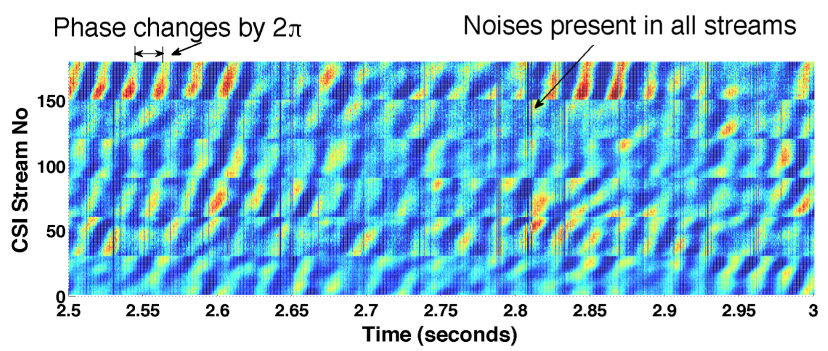 Phase changes by 2π
Noises present in all streams
CSI Stream No
150
100
50
0
2.5 2.55 2.6 2.65 2.7 2.75 2.8 2.85 2.9 2.95 3
Time (seconds)